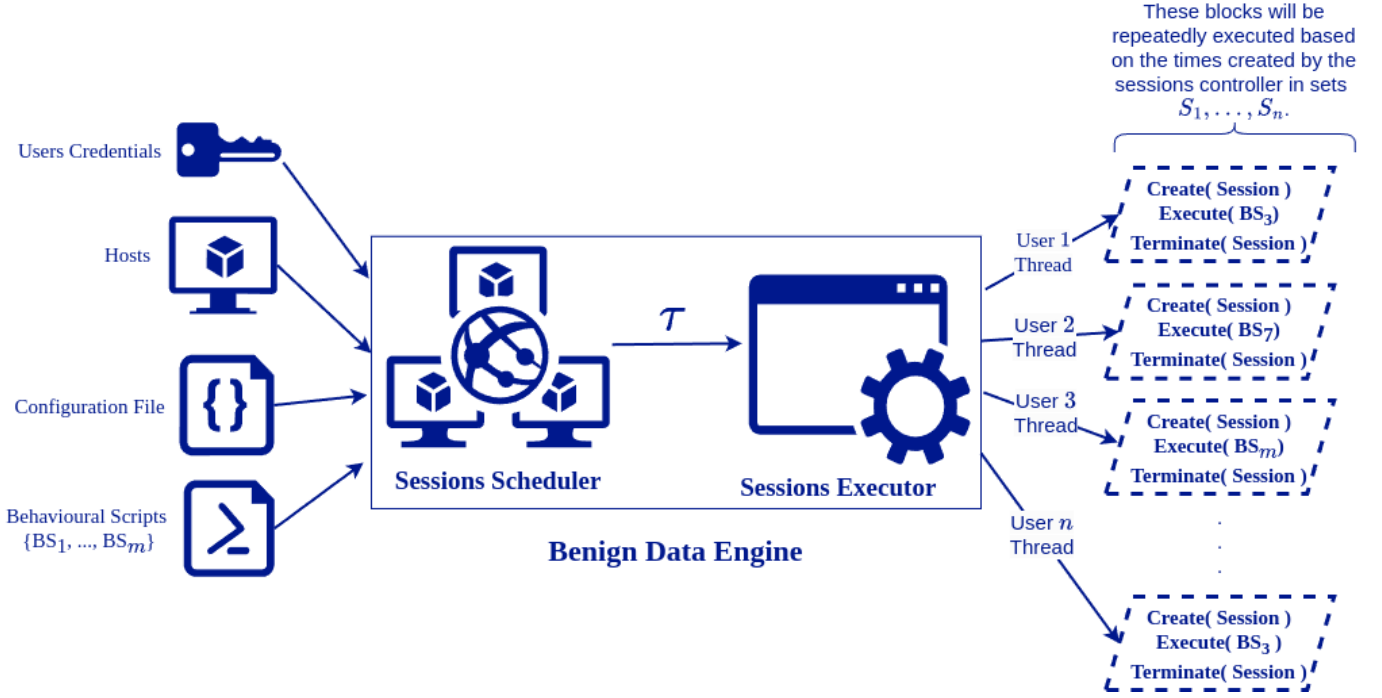 These blocks will be
repeatedly executed based
on the times created by the
sessions controller in sets
S₁, . . . , Sₙ.
Users Credentials
Hosts
Configuration File
Behavioural Scripts
{BS₁, ..., BSₘ}
τ
Sessions Scheduler
Sessions Executor
Benign Data Engine
User 1
Thread
Create( Session )
Execute( BS₃)
Terminate( Session )
User 2
Thread
Create( Session )
Execute( BS₇)
Terminate( Session )
User 3
Thread
Create( Session )
Execute( BSₘ)
Terminate( Session )
.
.
.
User n
Thread
Create( Session )
Execute( BS₃ )
Terminate( Session )